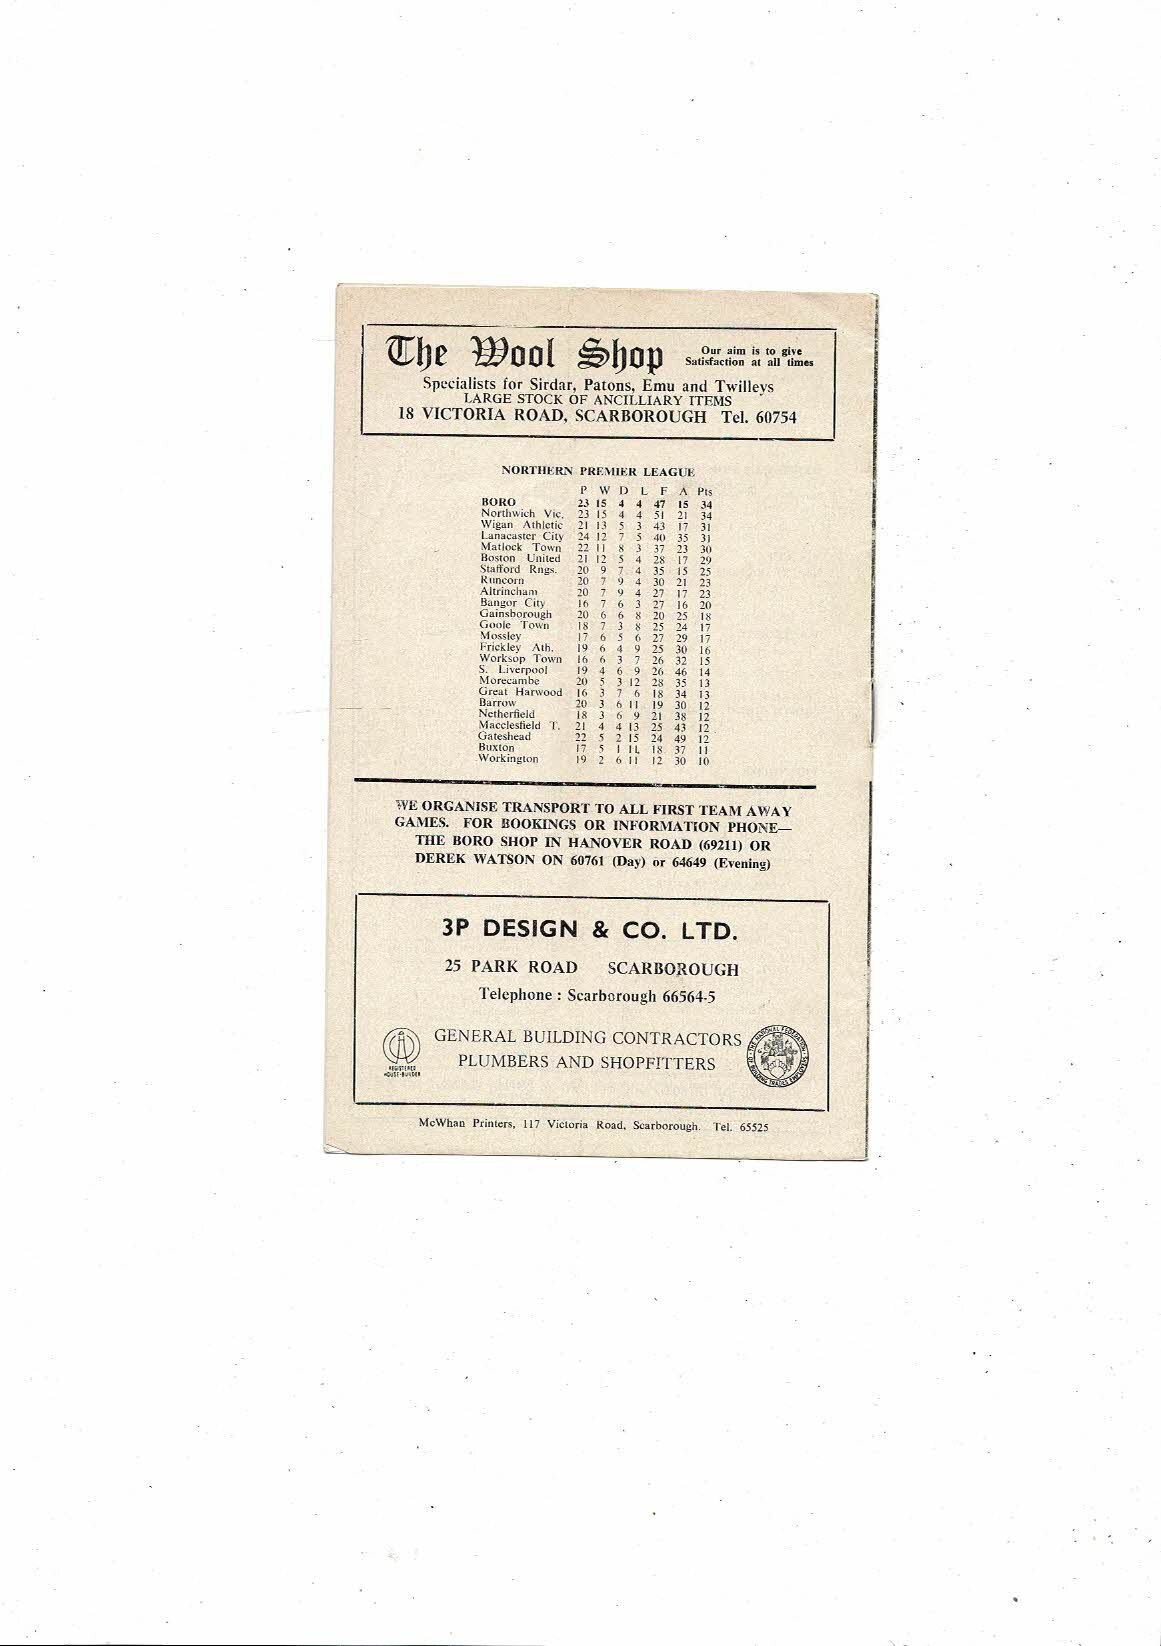 The Wool Shop
Our aim is to give
Satisfaction at all times
Specialists for Sirdar, Patons, Emu and Twilleys
LARGE STOCK OF ANCILLIARY ITEMS
18 VICTORIA ROAD, SCARBOROUGH Tel. 60754
NORTHERN PREMIER LEAGUE
P W D L F A Pts
BORO 23 15 4 4 47 15 34
Northwich Vic. 23 15 4 4 51 21 34
Wigan Athletic 21 13 5 3 43 17 31
Lanacaster City 24 12 7 5 40 35 31
Matlock Town 22 11 8 3 37 23 30
Boston United 21 12 5 4 28 17 29
Stafford Rngs. 20 9 7 4 35 15 25
Runcorn 20 7 9 4 30 21 23
Altrincham 20 7 9 4 27 17 23
Bangor City 16 7 6 3 27 16 20
Gainsborough 20 6 6 8 20 25 18
Goole Town 18 7 3 8 25 24 17
Mossley 17 6 5 6 27 29 17
Frickley Ath. 19 6 4 9 25 30 16
Worksop Town 16 6 3 7 26 32 15
S. Liverpool 19 4 6 9 26 46 14
Morecambe 20 5 3 12 28 35 13
Great Harwood 16 3 7 6 18 34 13
Barrow 20 3 6 11 19 30 12
Netherfield 18 3 6 9 21 38 12
Macclesfield T. 21 4 4 13 25 43 12
Gateshead 22 5 2 15 24 49 12
Buxton 17 5 1 11 18 37 11
Workington 19 2 6 11 12 30 10
WE ORGANISE TRANSPORT TO ALL FIRST TEAM AWAY
GAMES. FOR BOOKINGS OR INFORMATION PHONE—
THE BORO SHOP IN HANOVER ROAD (69211) OR
DEREK WATSON ON 60761 (Day) or 64649 (Evening)
3P DESIGN & CO. LTD.
25 PARK ROAD SCARBOROUGH
Telephone : Scarborough 66564-5
GENERAL BUILDING CONTRACTORS
PLUMBERS AND SHOPFITTERS
REGISTERED
HOUSE-BUILDER
THE NATIONAL FEDERATION OF BUILDING TRADES EMPLOYERS
McWhan Printers, 117 Victoria Road, Scarborough. Tel. 65525